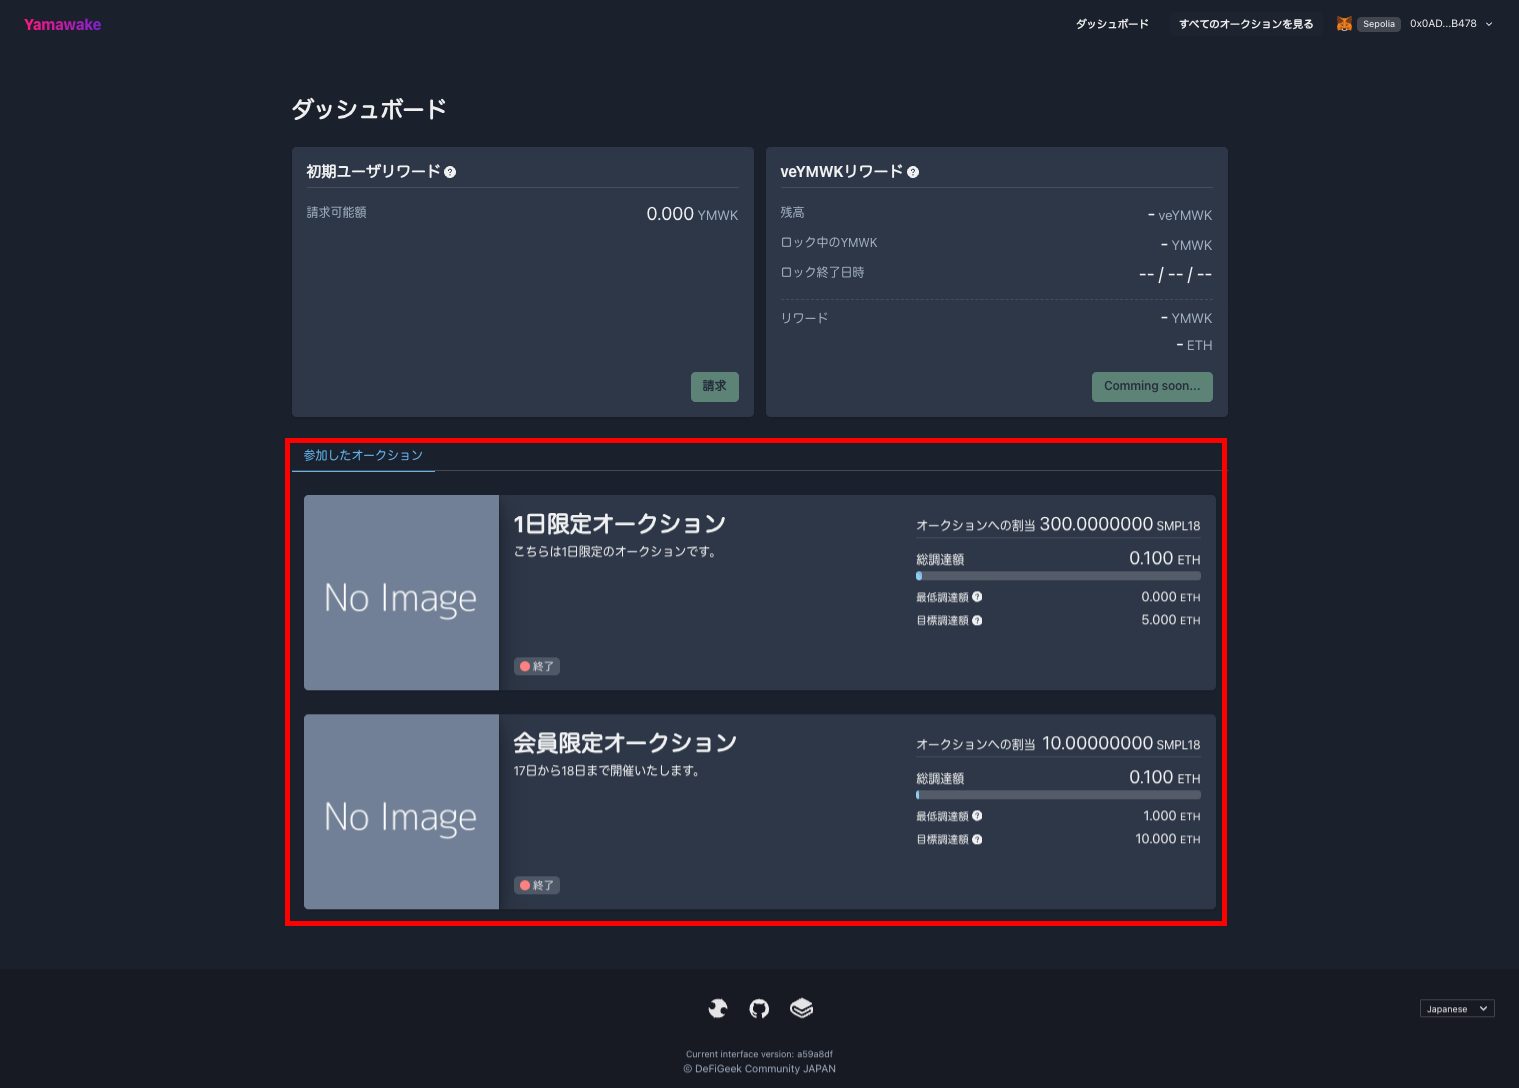 Yamawake
ダッシュボード
すべてのオークションを見る
Sepolia
0x0AD...B478
ダッシュボード
初期ユーザリワード ?
請求可能額 0.000 YMWK
請求
veYMWKリワード ?
残高 - veYMWK
ロック中のYMWK - YMWK
ロック終了日時 -- / -- / --
リワード - YMWK
- ETH
Comming soon...
参加したオークション
No Image
1日限定オークション
こちらは1日限定のオークションです。
終了
オークションへの割当 300.0000000 SMPL18
総調達額 0.100 ETH
最低調達額 ? 0.000 ETH
目標調達額 ? 5.000 ETH
No Image
会員限定オークション
17日から18日まで開催いたします。
終了
オークションへの割当 10.00000000 SMPL18
総調達額 0.100 ETH
最低調達額 ? 1.000 ETH
目標調達額 ? 10.000 ETH
Japanese
Current interface version: a59a8df
© DeFiGeek Community JAPAN